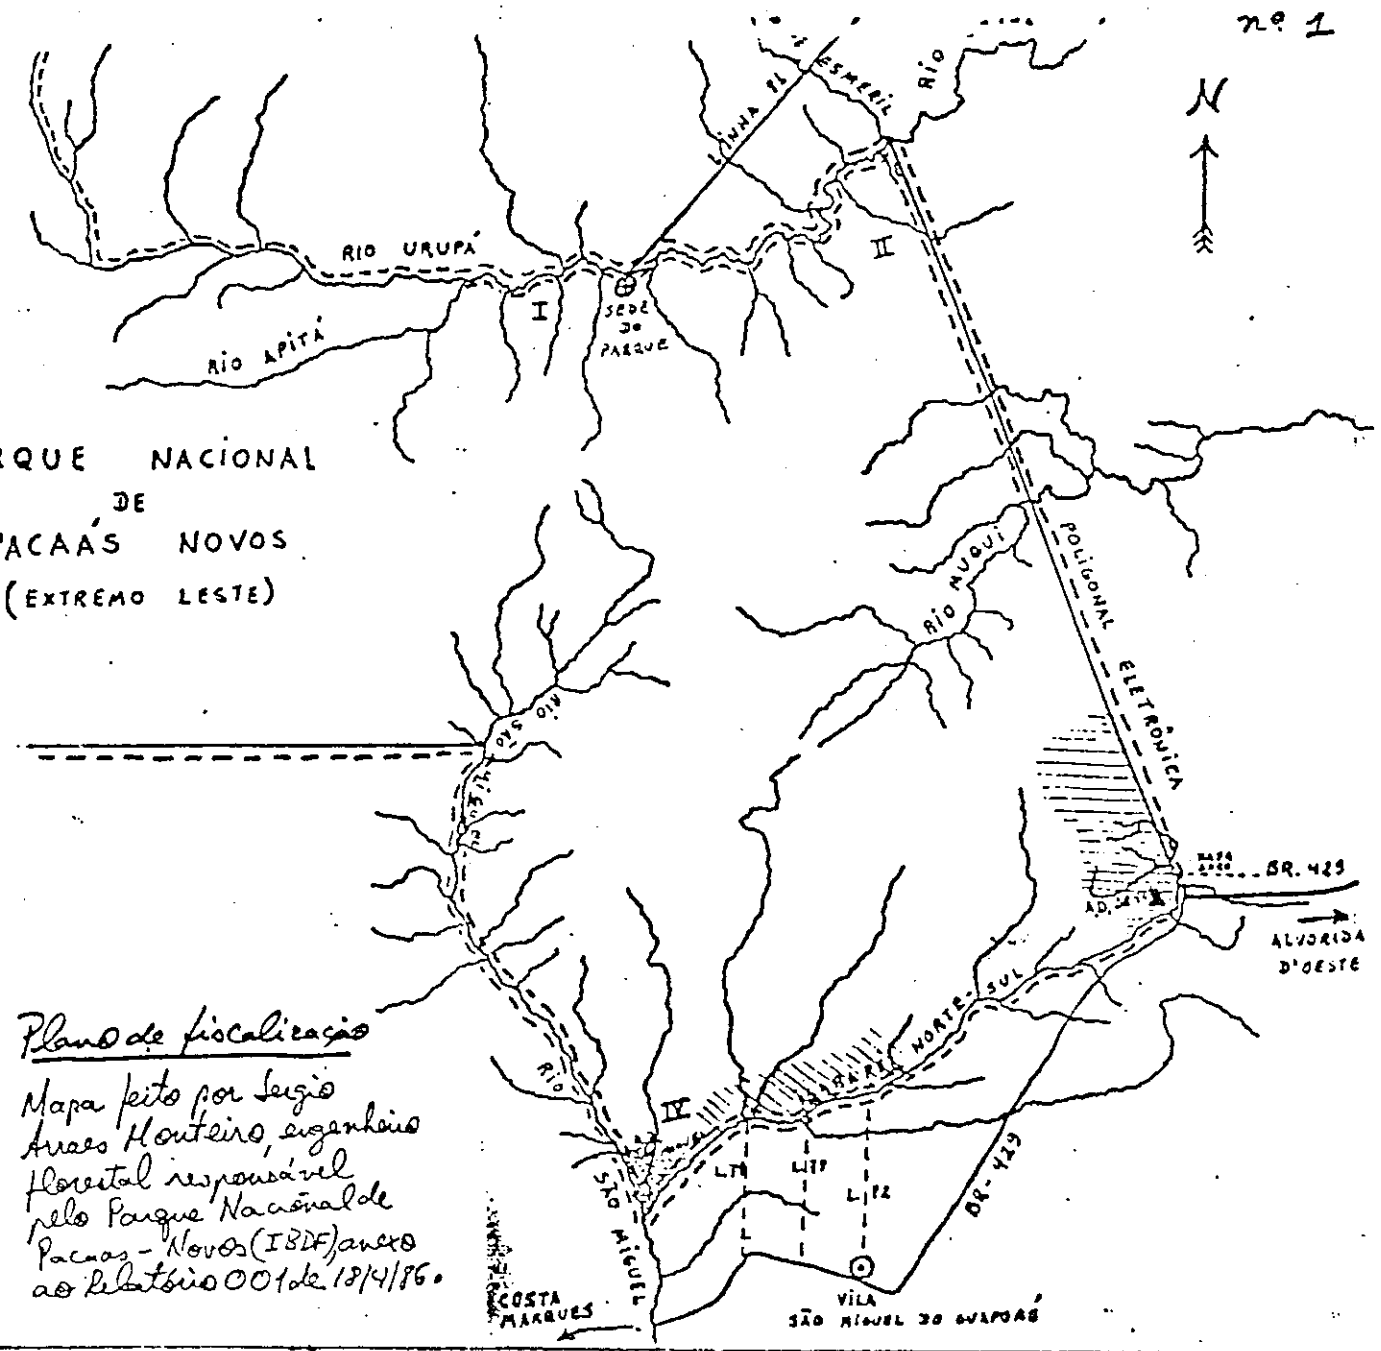 nº 1
N
LINHA 81
ESMERIL
RIO
RIO URUPÁ
RIO APITÁ
I
II
SEDE
DO
PARQUE
RQUE NACIONAL
DE
ACAÁS NOVOS
(EXTREMO LESTE)
RIO MUQUI
POLIGONAL ELETRÔNICA
RIO SÃO
MIGUEL
BR. 429
ALVORADA
D'OESTE
NORTE-SUL
IV
RIO
SÃO MIGUEL
L.82
BR-429
VILA
SÃO MIGUEL DO GUAPORÉ
COSTA
MARQUES
Plano de fiscalização
Mapa feito por Sergio
Monteiro, engenheiro
florestal responsável
pelo Parque Nacional de
Pacaas-Novos (IBDF), anexo
ao Relatório 001 de 18/4/86.